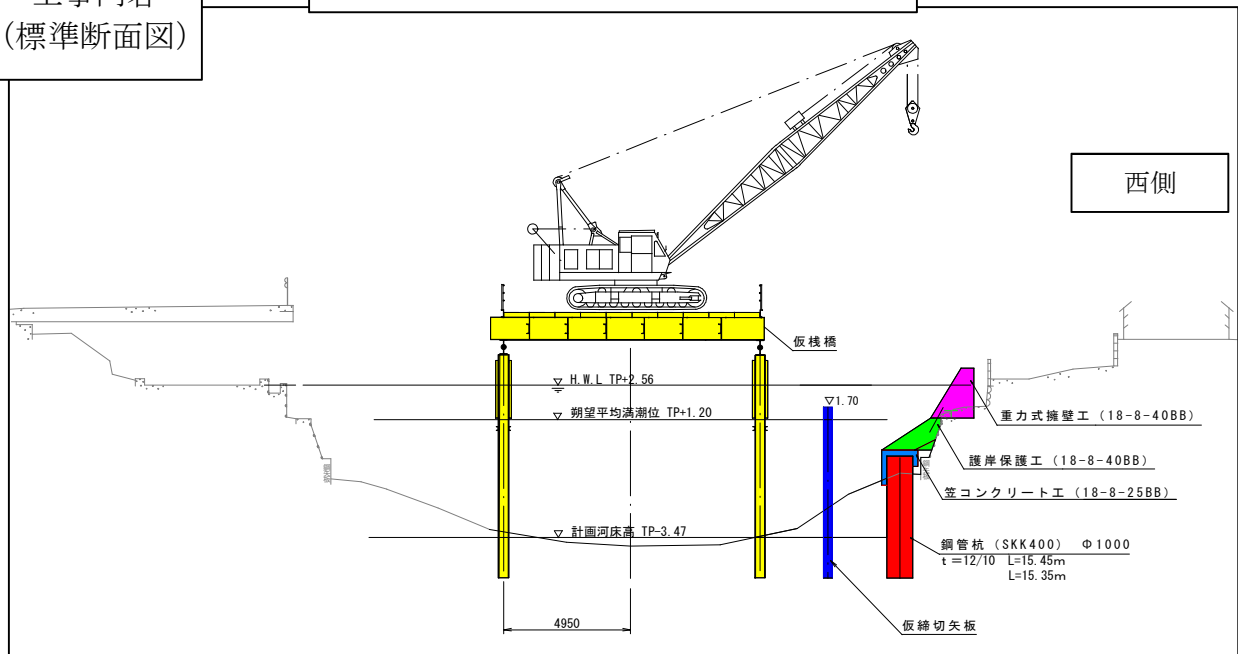 (標準断面図)
西側
仮桟橋
▽ H.W.L TP+2.56
▽ 朔望平均満潮位 TP+1.20
▽1.70
重力式擁壁工 (18-8-40BB)
護岸保護工 (18-8-40BB)
笠コンクリート工 (18-8-25BB)
▽ 計画河床高 TP-3.47
鋼管杭 (SKK400) Φ1000
t=12/10 L=15.45m
L=15.35m
4950
仮締切矢板